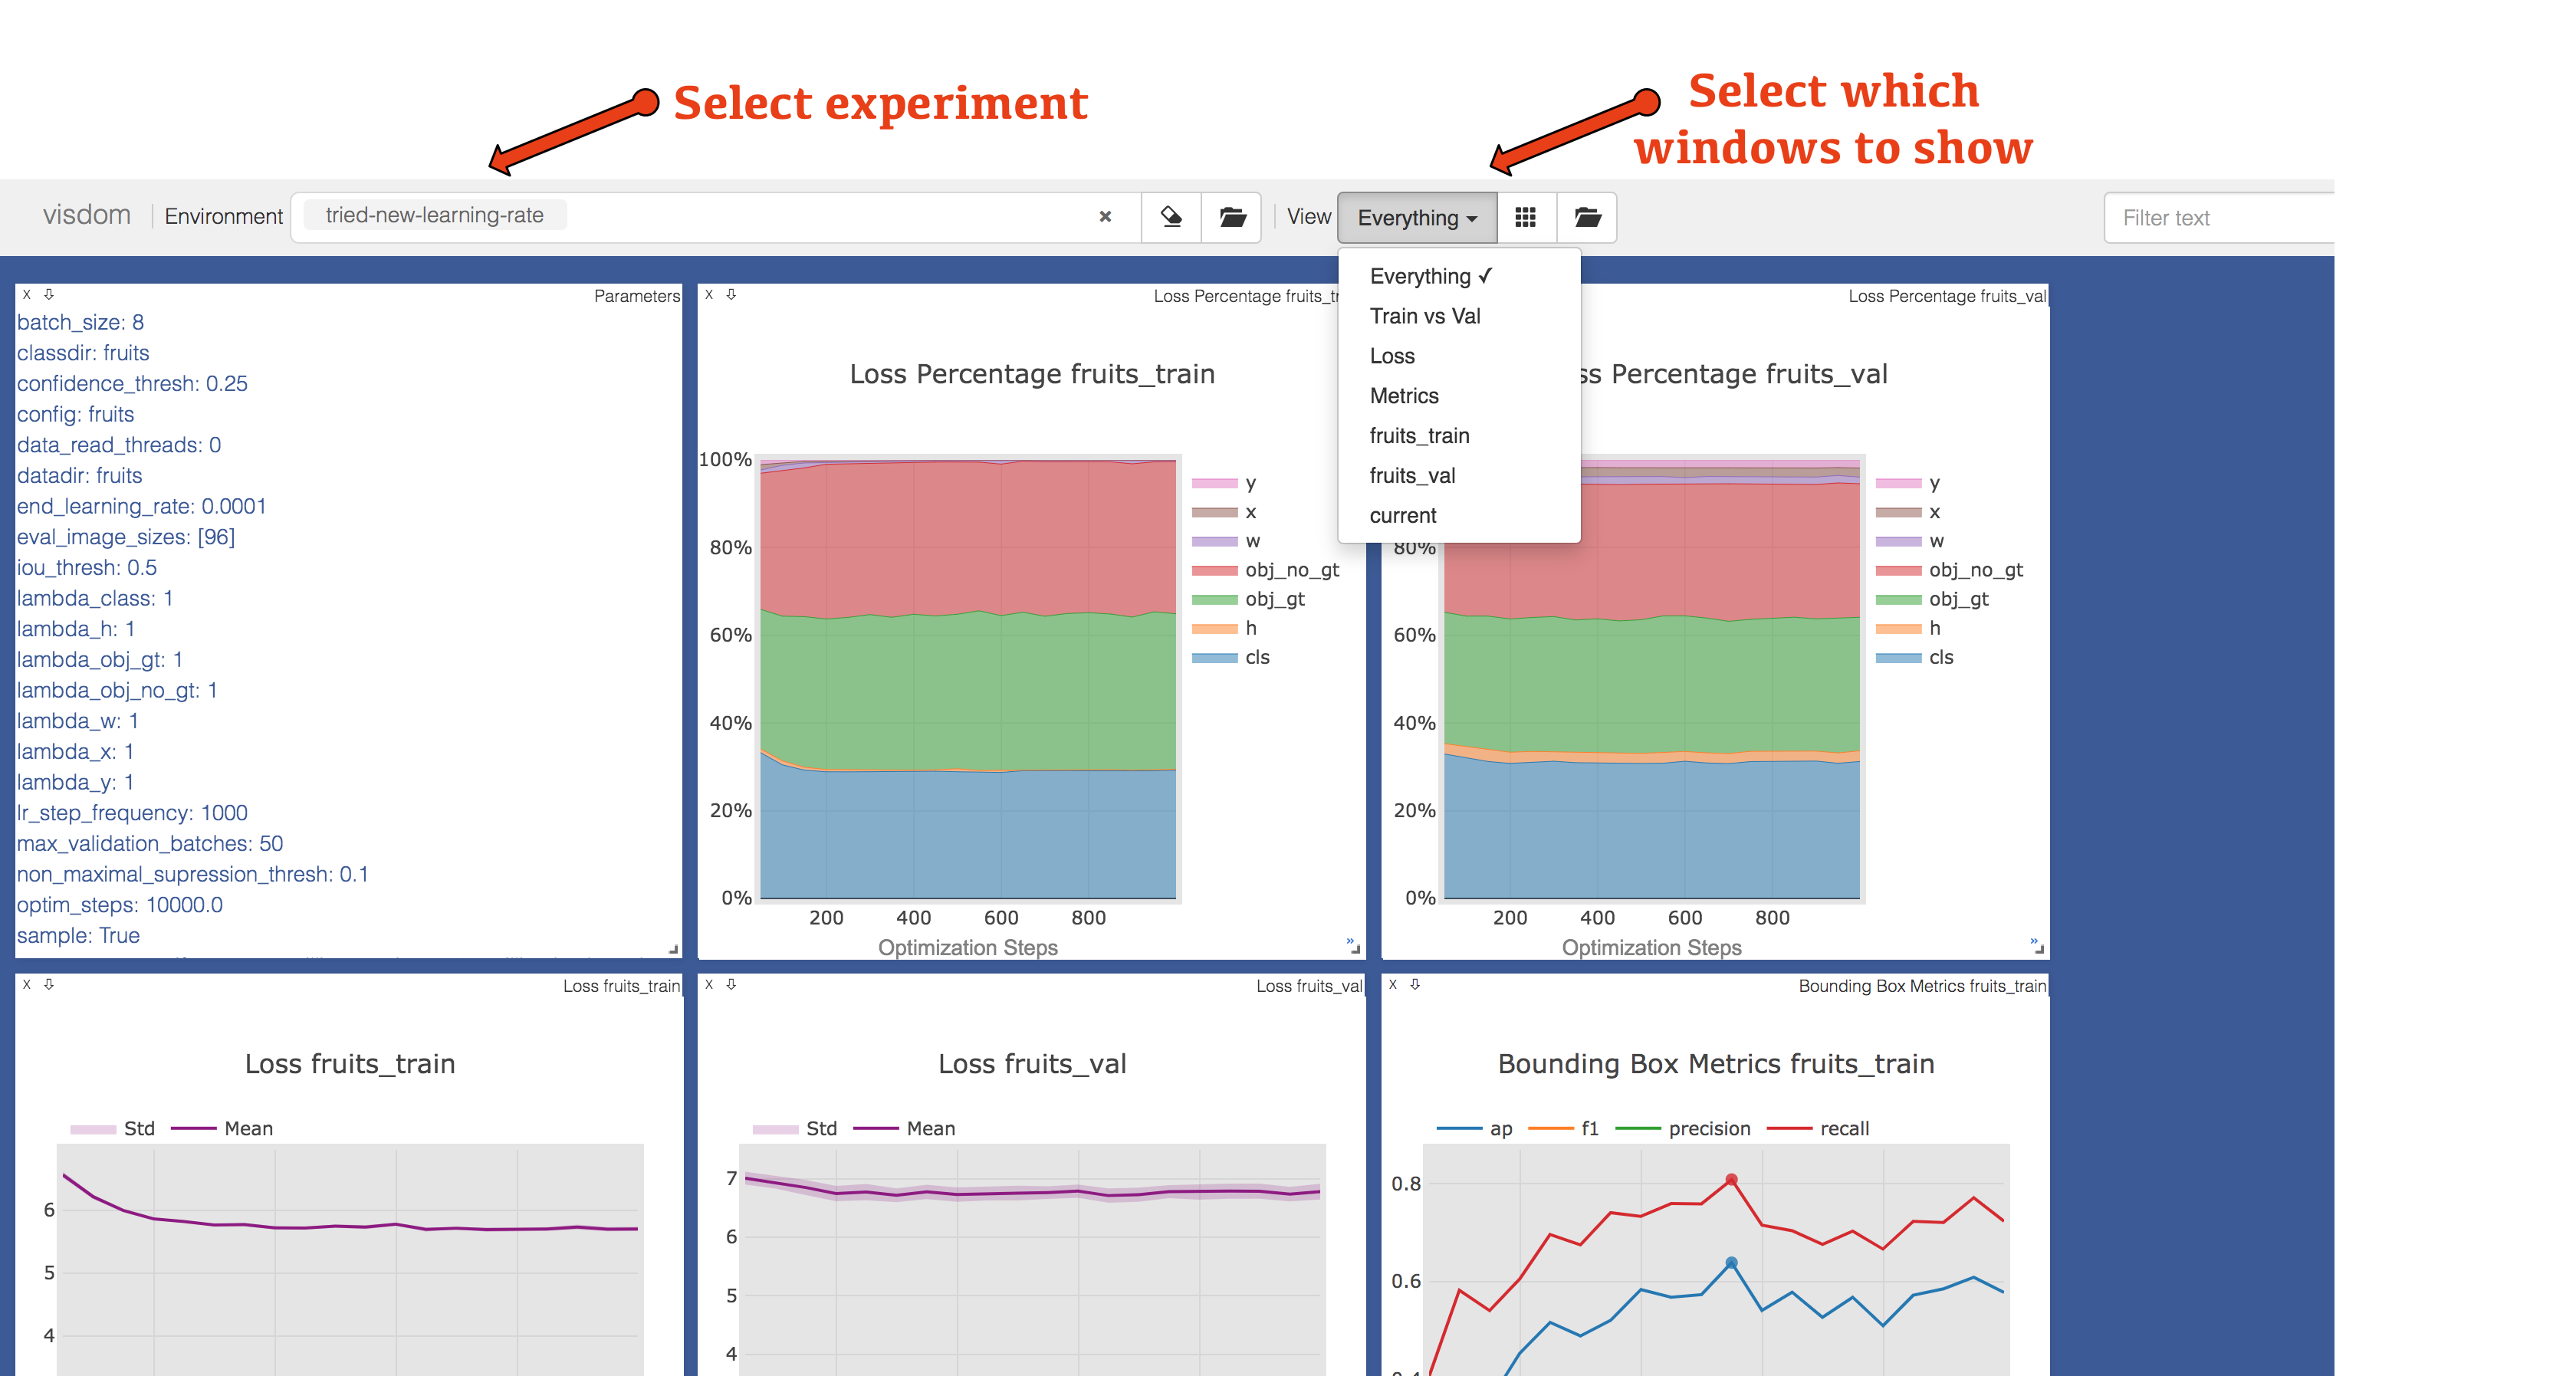 Select experiment
Select which
windows to show
visdom
Environment
tried-new-learning-rate
View
Everything
Filter text
Everything ✓
Train vs Val
Loss
Metrics
fruits_train
fruits_val
current
X
Parameters
batch_size: 8
classdir: fruits
confidence_thresh: 0.25
config: fruits
data_read_threads: 0
datadir: fruits
end_learning_rate: 0.0001
eval_image_sizes: [96]
iou_thresh: 0.5
lambda_class: 1
lambda_h: 1
lambda_obj_gt: 1
lambda_obj_no_gt: 1
lambda_w: 1
lambda_x: 1
lambda_y: 1
lr_step_frequency: 1000
max_validation_batches: 50
non_maximal_supression_thresh: 0.1
optim_steps: 10000.0
sample: True
X
Loss Percentage fruits_tr
Loss Percentage fruits_train
100%
80%
60%
40%
20%
0%
200 400 600 800
Optimization Steps
y
x
w
obj_no_gt
obj_gt
h
cls
»
Loss Percentage fruits_val
ss Percentage fruits_val
80%
60%
40%
20%
0%
200 400 600 800
Optimization Steps
y
x
w
obj_no_gt
obj_gt
h
cls
»
X
Loss fruits_train
Loss fruits_train
Std Mean
6
5
4
X
Loss fruits_val
Loss fruits_val
Std Mean
7
6
5
4
X
Bounding Box Metrics fruits_train
Bounding Box Metrics fruits_train
ap f1 precision recall
0.8
0.6